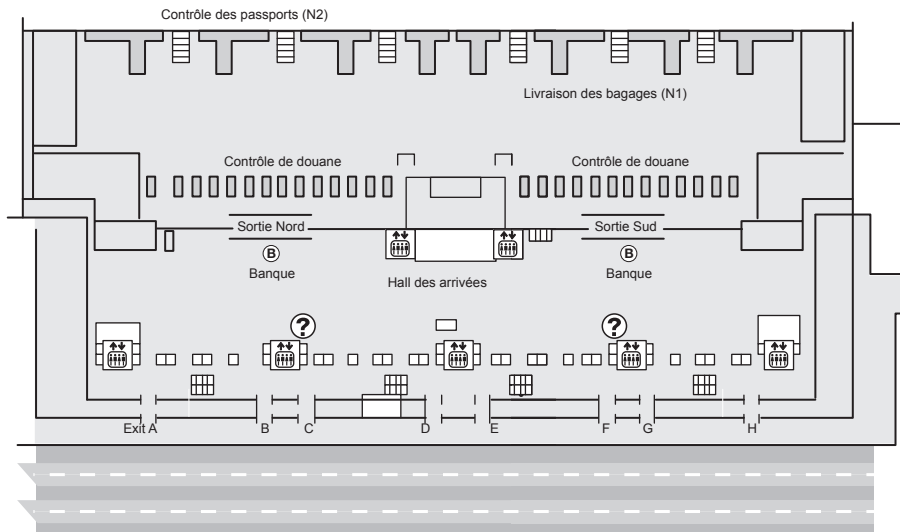 Contrôle des passports (N2)
Livraison des bagages (N1)
Contrôle de douane
Contrôle de douane
Sortie Nord
Sortie Sud
B
B
Banque
Banque
Hall des arrivées
?
?
Exit A
B
C
D
E
F
G
H